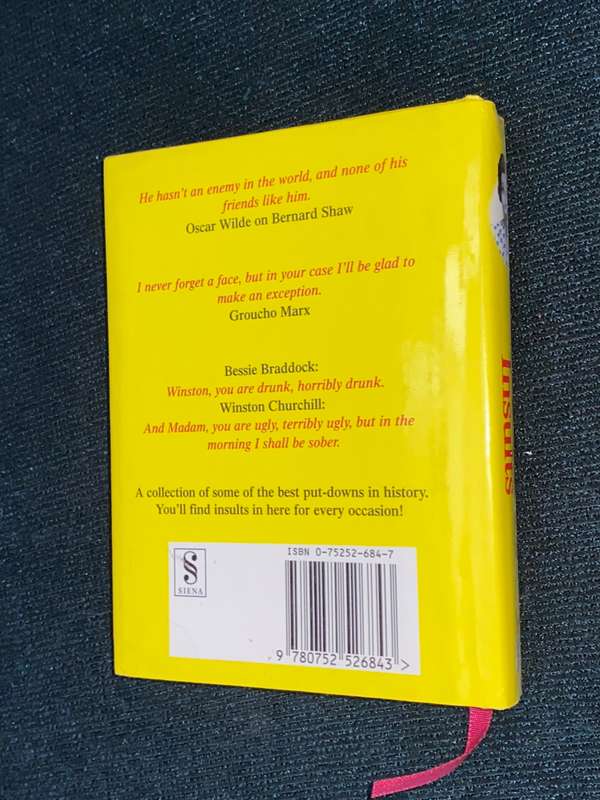 He hasn't an enemy in the world, and none of his
friends like him.
Oscar Wilde on Bernard Shaw
I never forget a face, but in your case I'll be glad to
make an exception.
Groucho Marx
Bessie Braddock:
Winston, you are drunk, horribly drunk.
Winston Churchill:
And Madam, you are ugly, terribly ugly, but in the
morning I shall be sober.
A collection of some of the best put-downs in history.
You'll find insults in here for every occasion!
ISBN 0-75252-684-7
S
SIENA
9 780752 526843 >
Insults